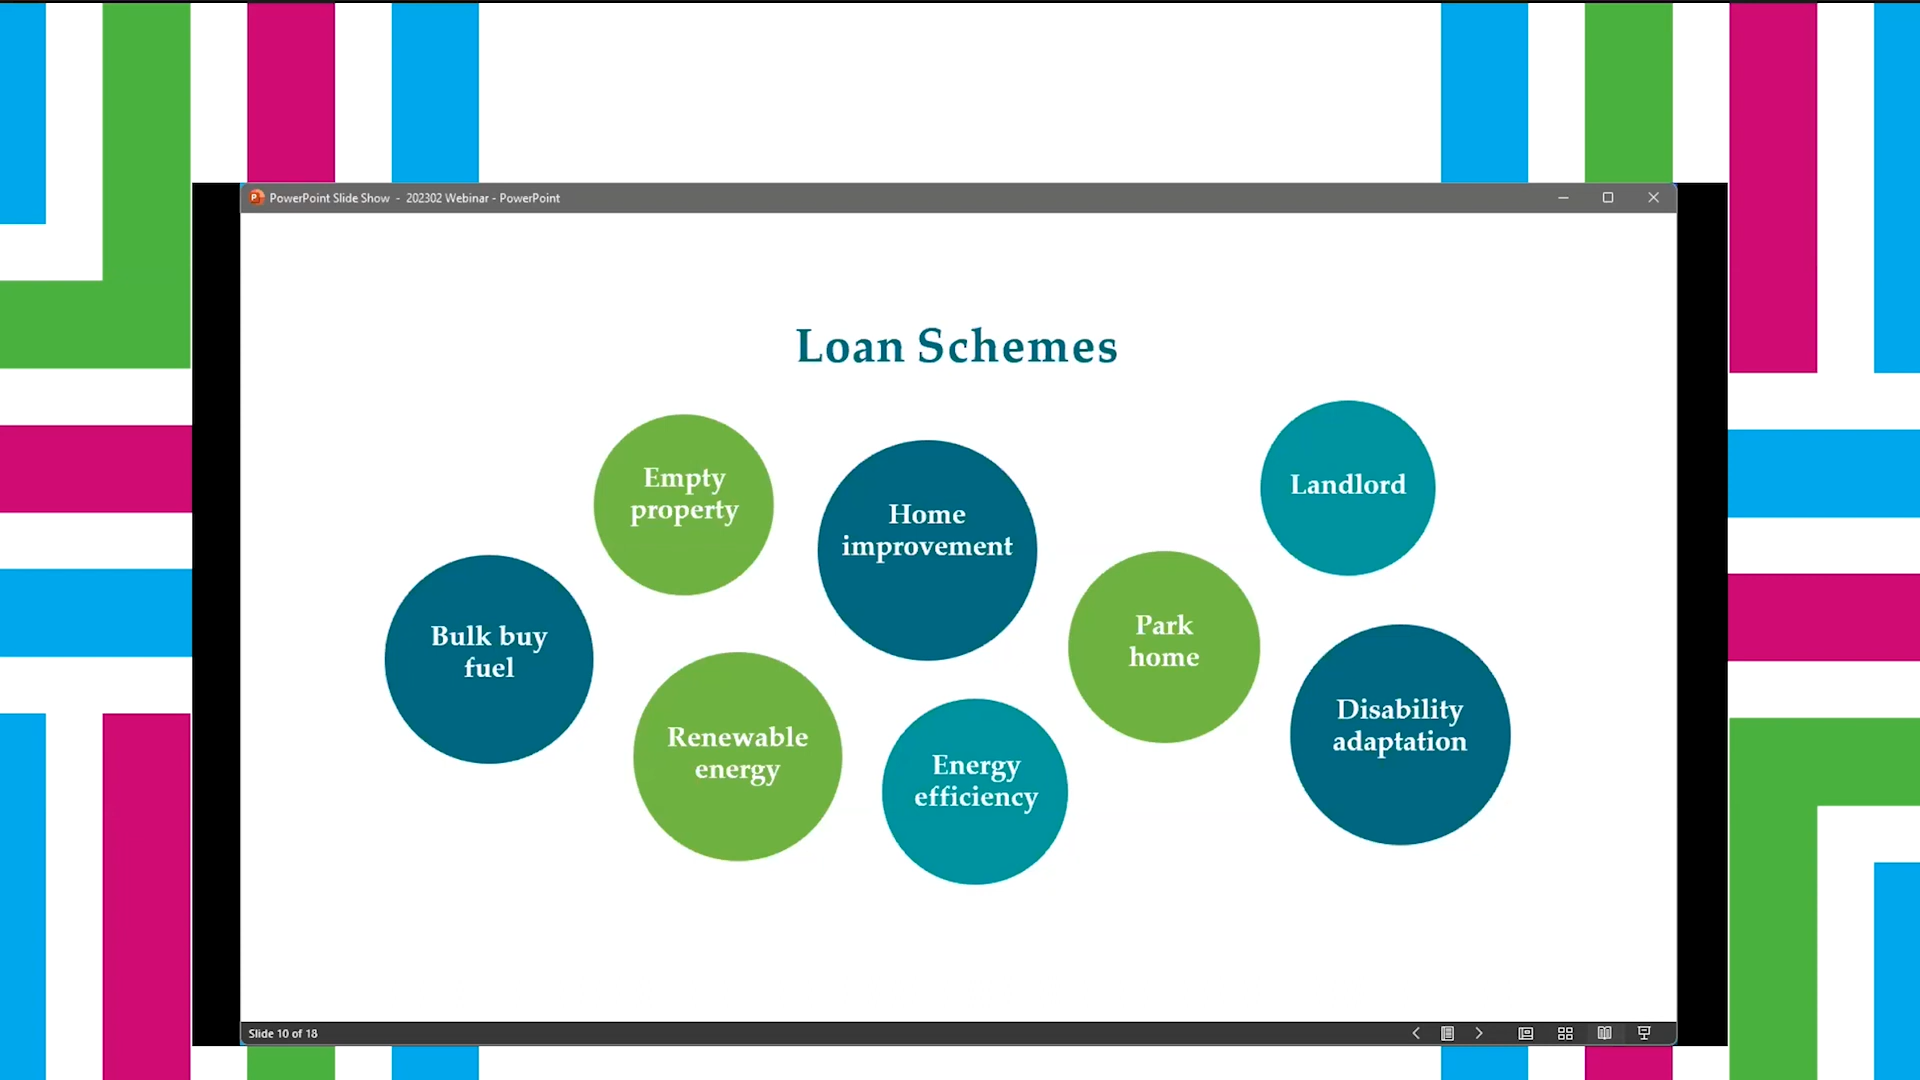 PowerPoint Slide Show - 202302 Webinar - PowerPoint
Loan Schemes
Empty
property
Home
improvement
Landlord
Bulk buy
fuel
Park
home
Renewable
energy
Energy
efficiency
Disability
adaptation
Slide 10 of 18